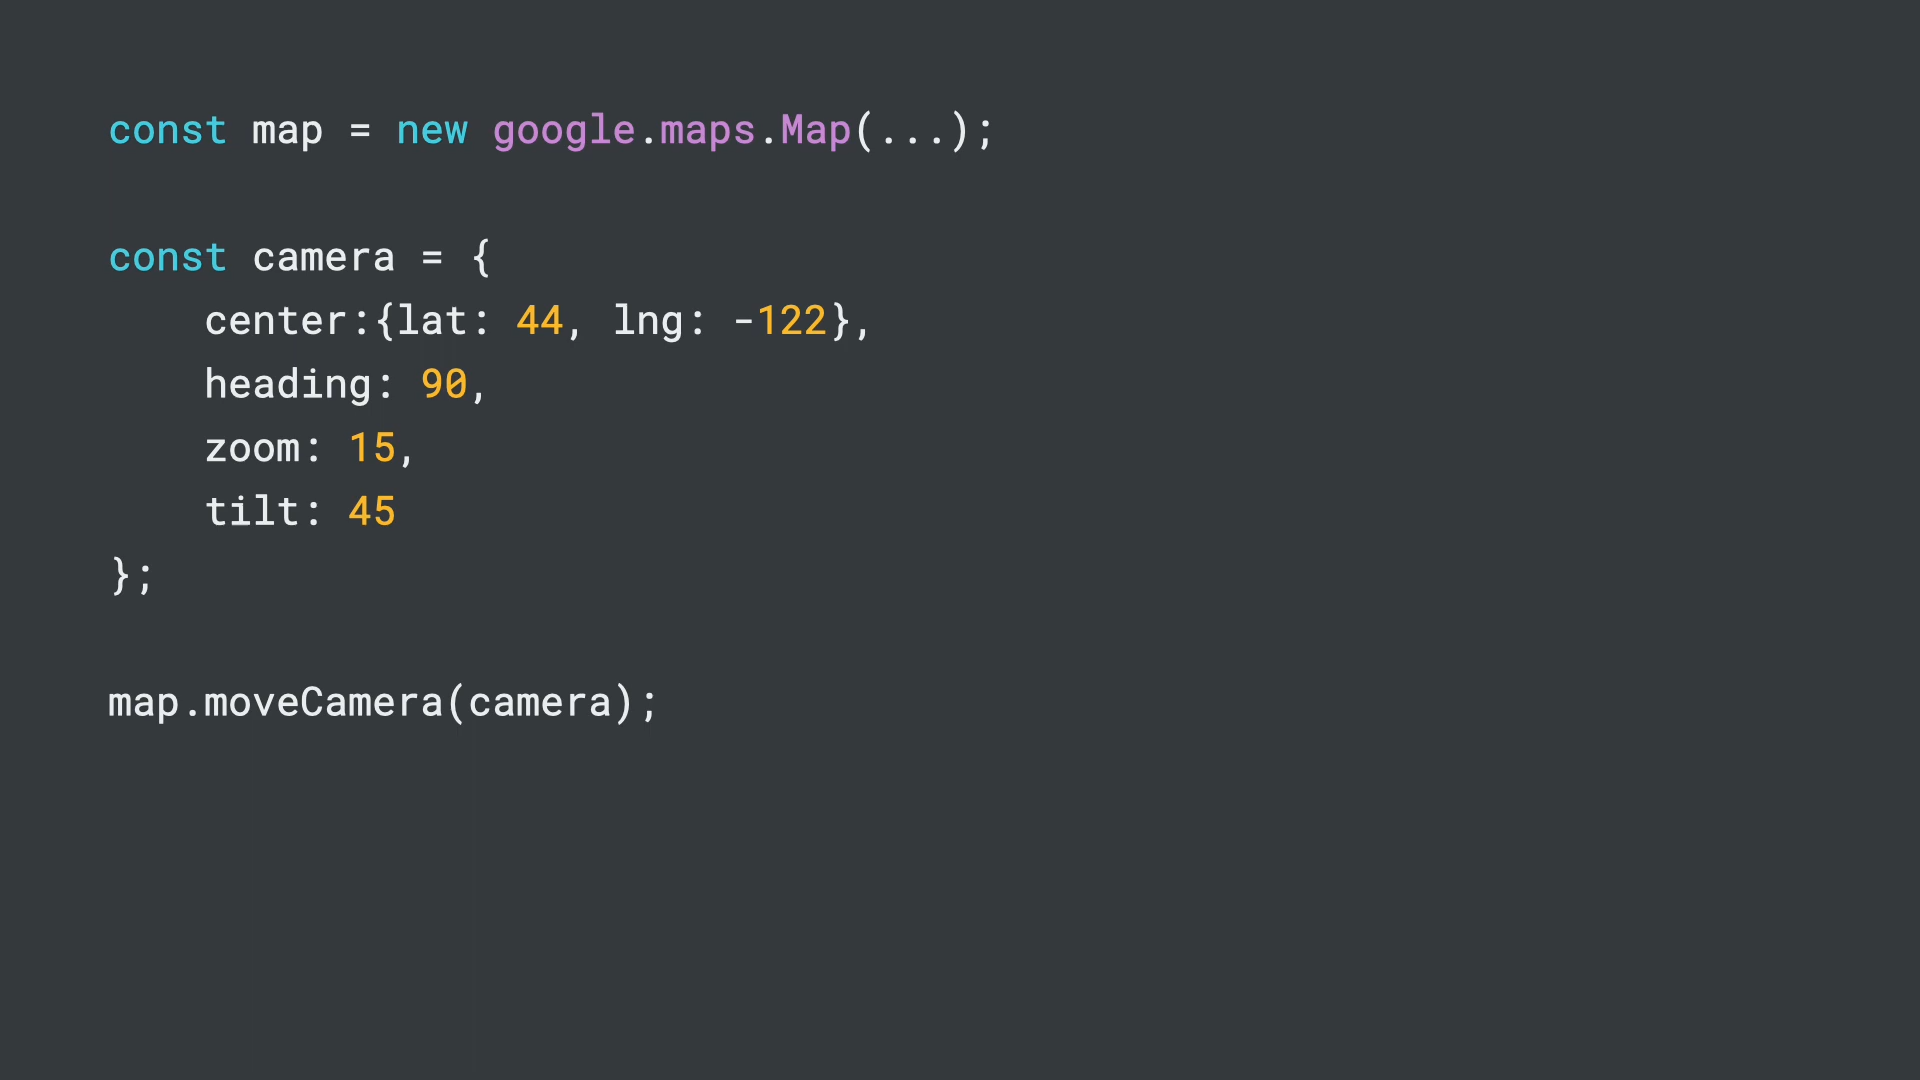 const map = new google.maps.Map(...);
const camera = {
center:{lat: 44, lng: -122},
heading: 90,
zoom: 15,
tilt: 45
};
map.moveCamera(camera);